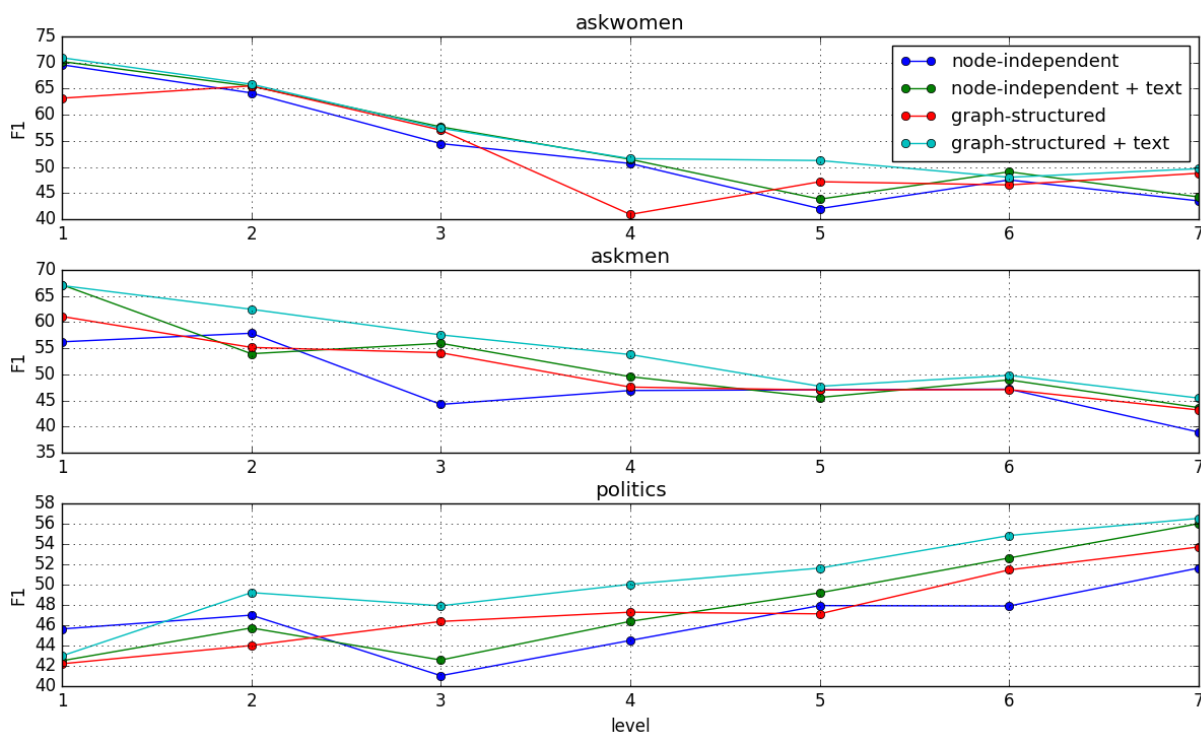 askwomen
75
70
65
60
55
50
45
40
F1
1 2 3 4 5 6 7
node-independent
node-independent + text
graph-structured
graph-structured + text
askmen
70
65
60
55
50
45
40
35
F1
1 2 3 4 5 6 7
politics
58
56
54
52
50
48
46
44
42
40
F1
1 2 3 4 5 6 7
level